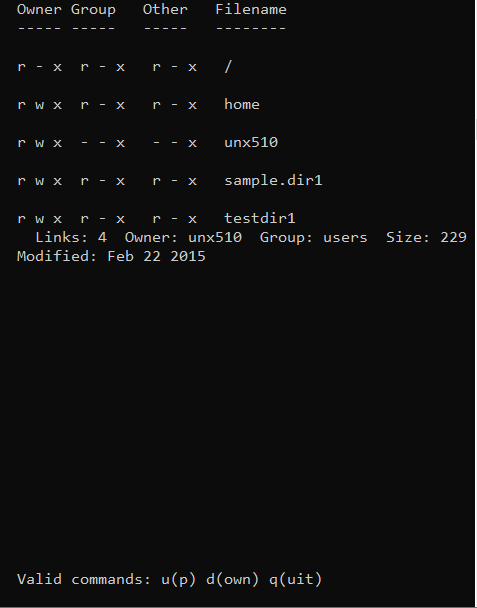 Owner Group   Other   Filename
----- -----   -----   --------
r - x  r - x   r - x   /
r w x  r - x   r - x   home
r w x  - - x   - - x   unx510
r w x  r - x   r - x   sample.dir1
r w x  r - x   r - x   testdir1
  Links: 4  Owner: unx510  Group: users  Size: 229
Modified: Feb 22 2015
Valid commands: u(p) d(own) q(uit)